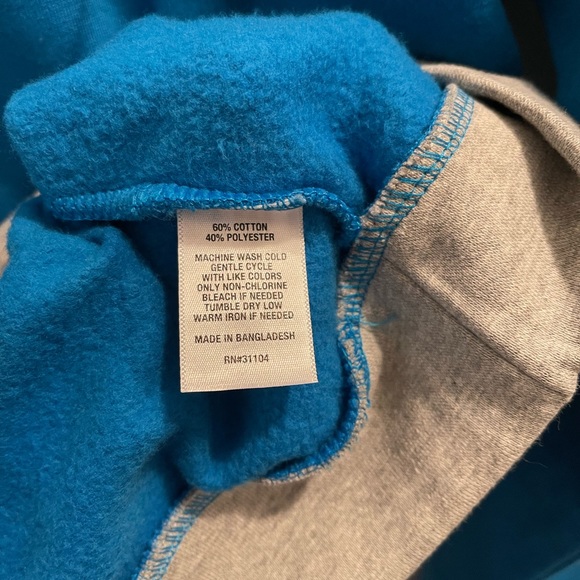 60% COTTON
40% POLYESTER
MACHINE WASH COLD
GENTLE CYCLE
WITH LIKE COLORS
ONLY NON-CHLORINE
BLEACH IF NEEDED
TUMBLE DRY LOW
WARM IRON IF NEEDED
MADE IN BANGLADESH
RN#31104